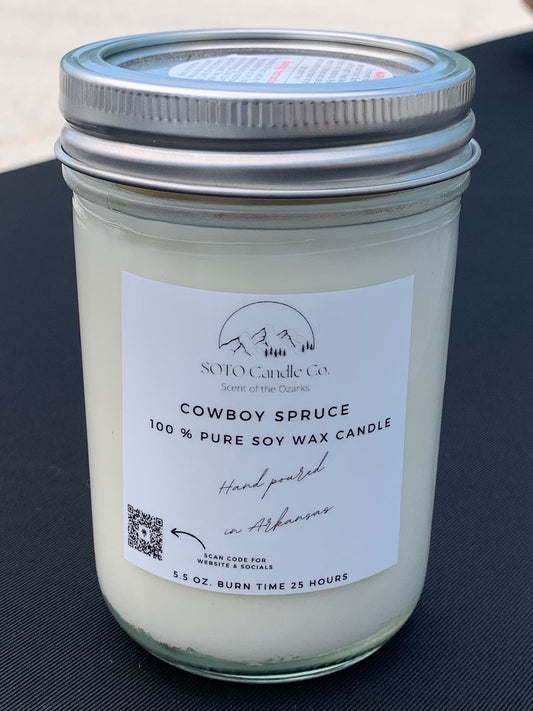 SOTO Candle Co.
Scent of the Ozarks
COWBOY SPRUCE
100 % PURE SOY WAX CANDLE
Hand poured
in Arkansas
SCAN CODE FOR
WEBSITE & SOCIALS
5.5 OZ. BURN TIME 25 HOURS